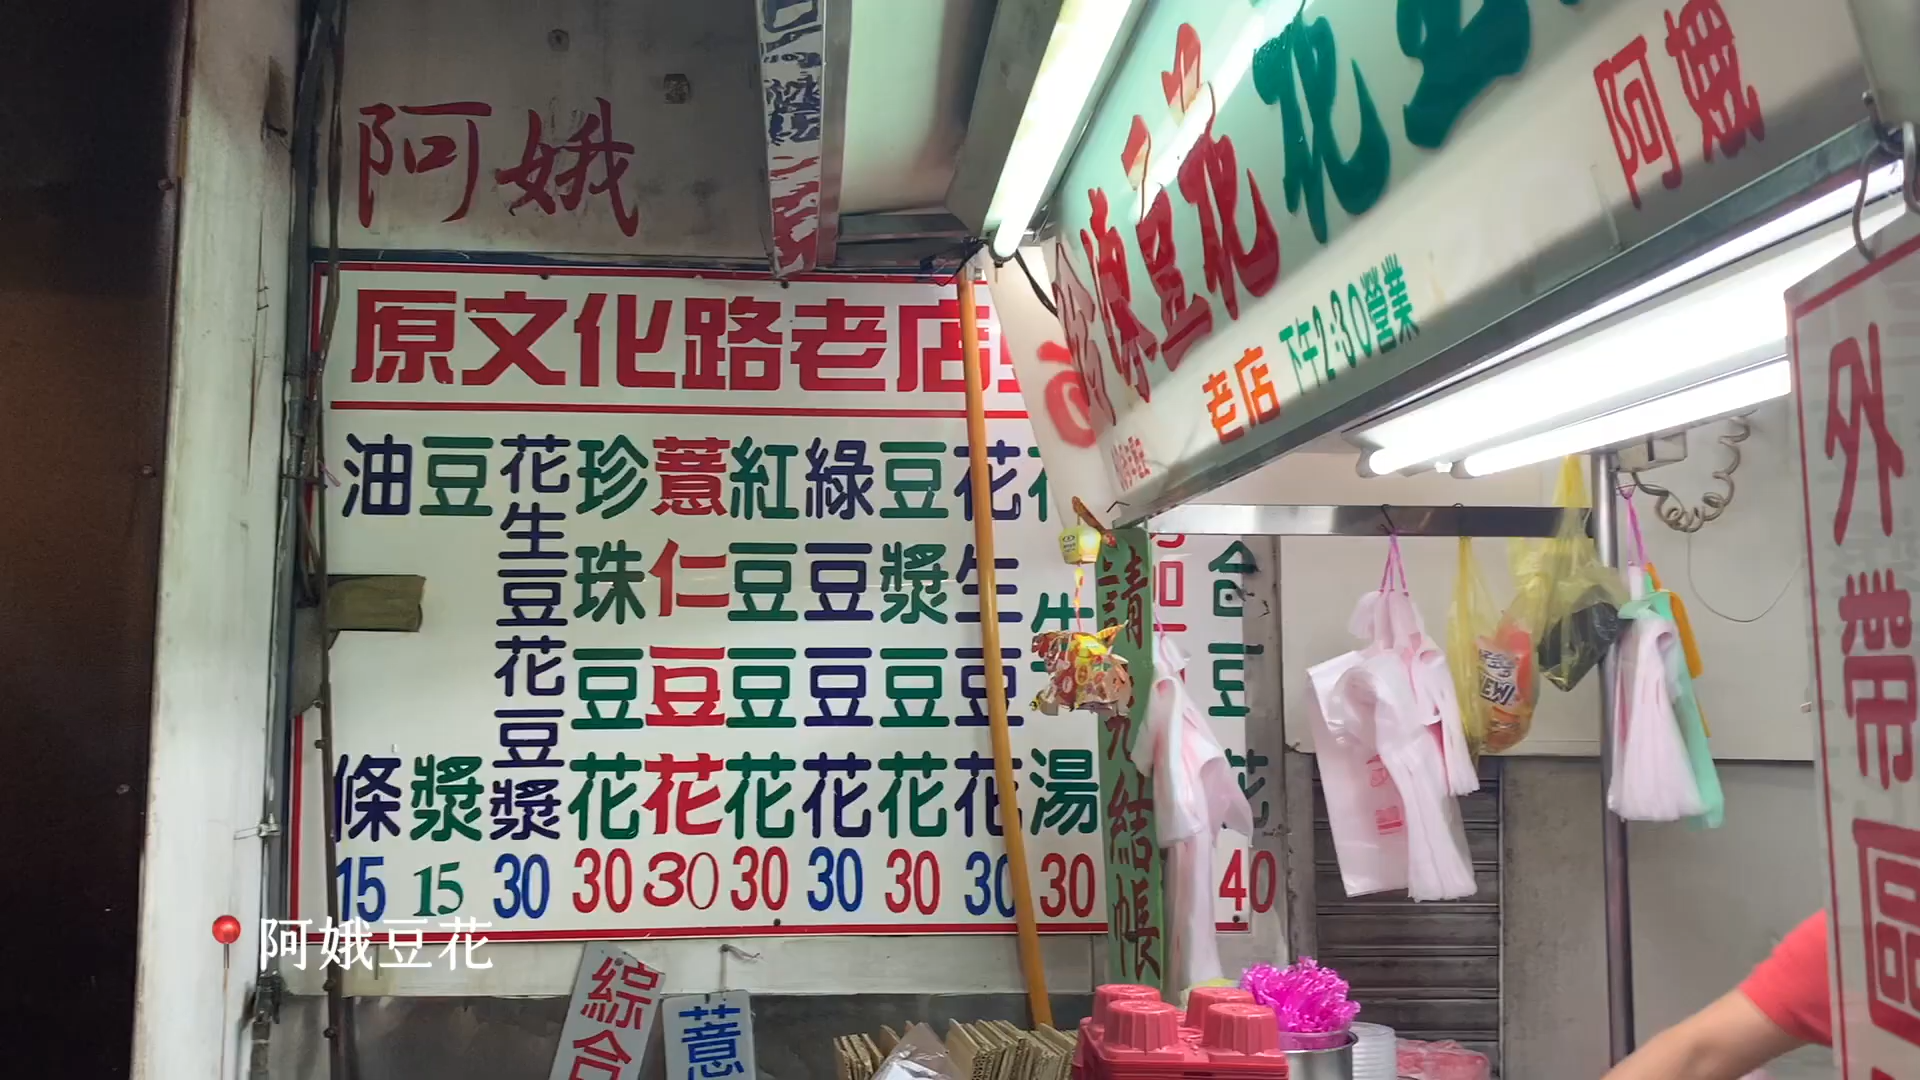 阿娥
原文化路老店
油條 15
豆漿 15
花生豆花豆漿 30
珍珠豆花 30
薏仁豆花 30
紅豆豆花 30
綠豆豆花 30
豆漿豆花 30
花生豆花 30
湯 30
合豆花 40
豆花
花
阿娥
老店 下午2:30營業
請
結帳
外帶區
綜合
薏
阿娥豆花